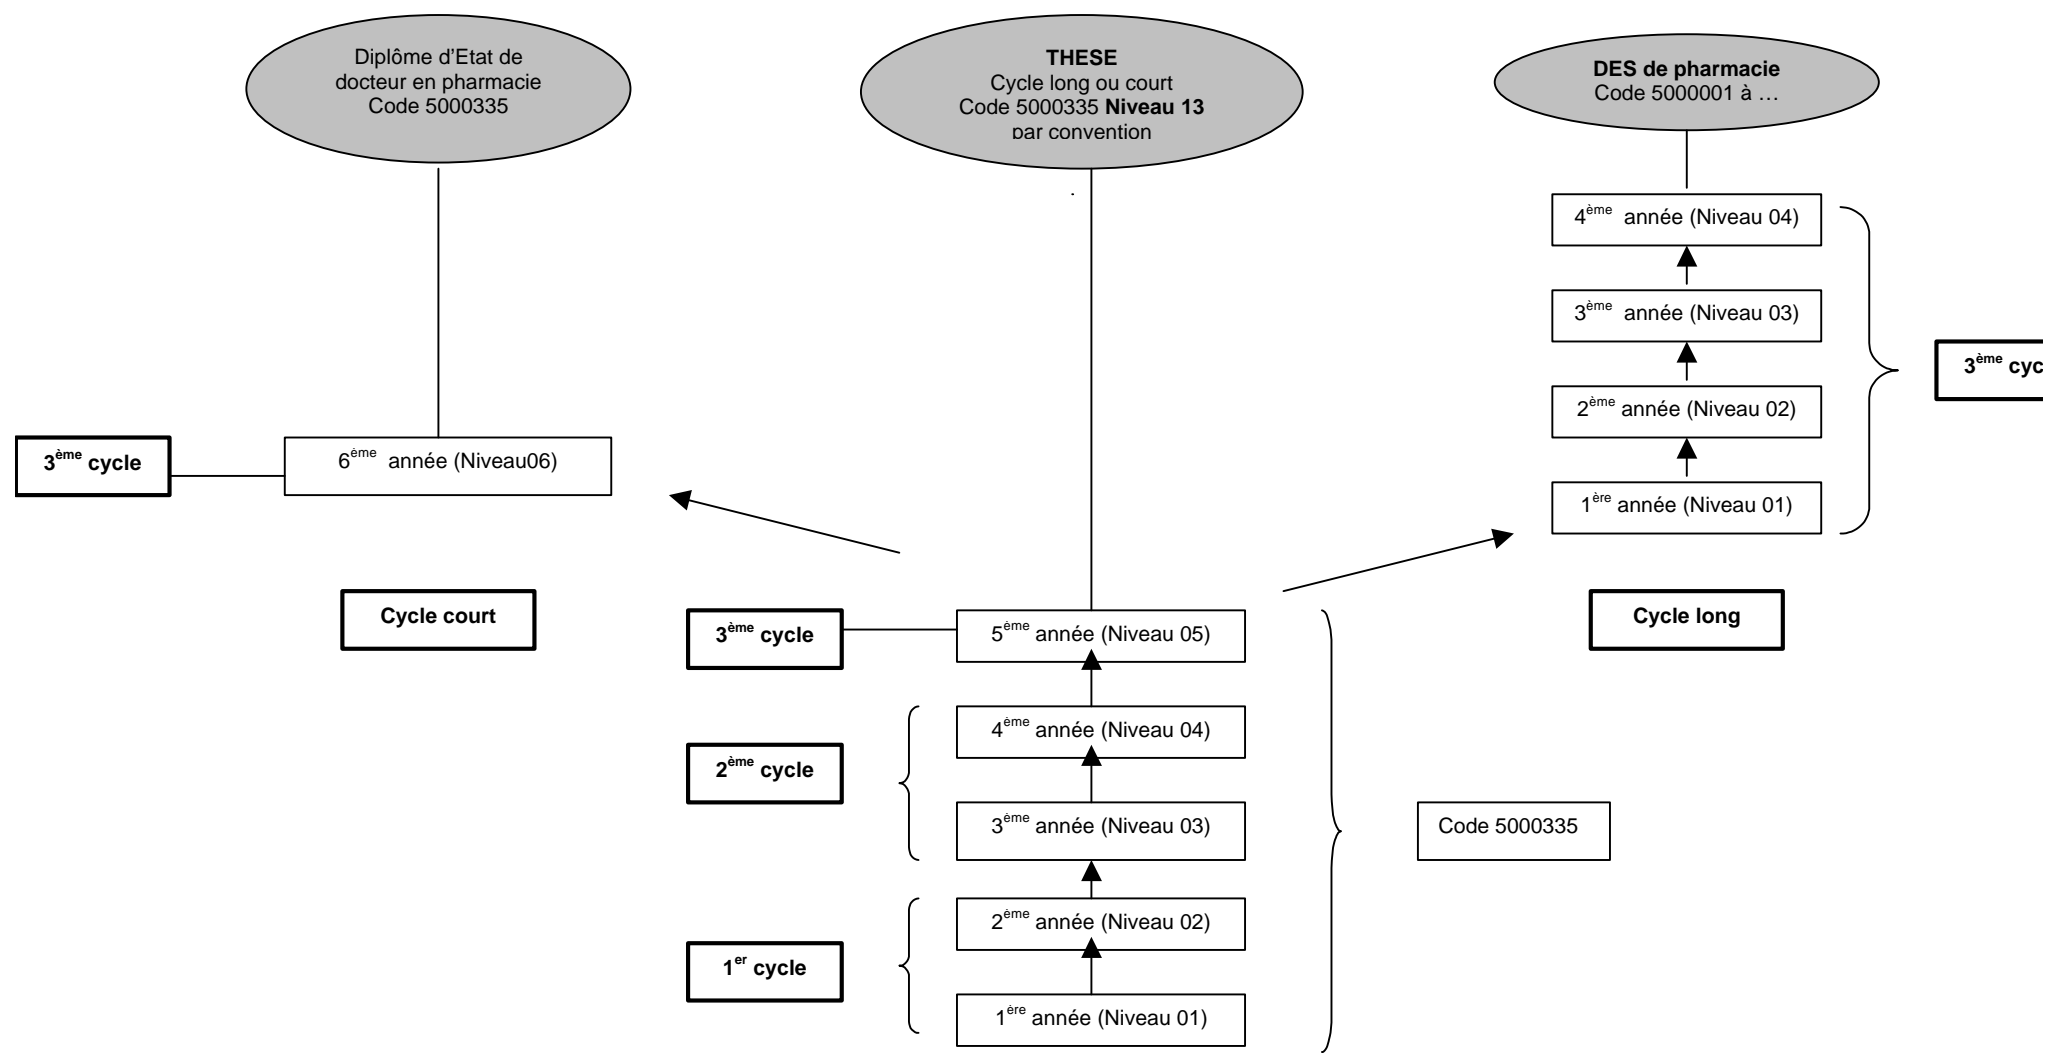 Diplôme d'Etat de
docteur en pharmacie
Code 5000335
THESE
Cycle long ou court
Code 5000335 Niveau 13
par convention
DES de pharmacie
Code 5000001 à …
4ème année (Niveau 04)
3ème année (Niveau 03)
2ème année (Niveau 02)
1ère année (Niveau 01)
3ème cyc
Cycle long
3ème cycle
6ème année (Niveau06)
Cycle court
3ème cycle
5ème année (Niveau 05)
4ème année (Niveau 04)
2ème cycle
3ème année (Niveau 03)
Code 5000335
2ème année (Niveau 02)
1er cycle
1ère année (Niveau 01)